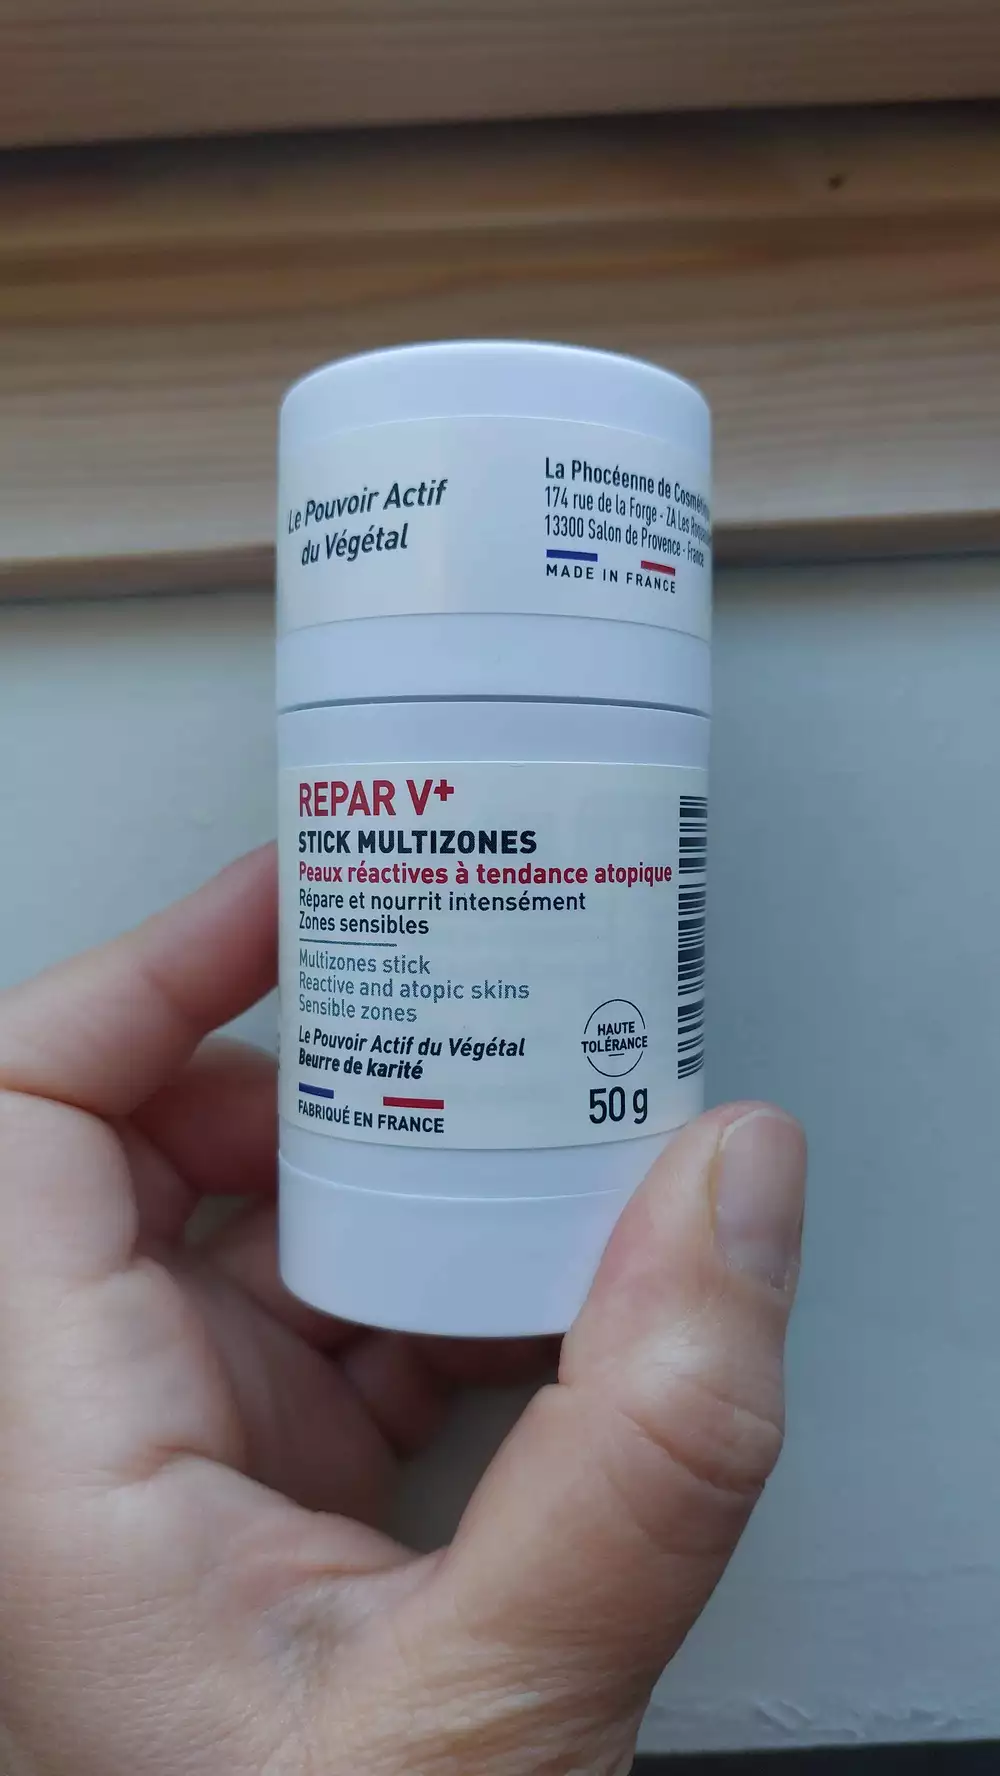 Le Pouvoir Actif
du Végétal
La Phocéenne de
174 rue de la Forge - ZA Les
13300 Salon de Provence - France
MADE IN FRANCE
REPAR V+
STICK MULTIZONES
Peaux réactives à tendance atopique
Répare et nourrit intensément
Zones sensibles
Multizones stick
Reactive and atopic skins
Sensible zones
Le Pouvoir Actif du Végétal
Beurre de karité
FABRIQUÉ EN FRANCE
HAUTE
TOLÉRANCE
50 g